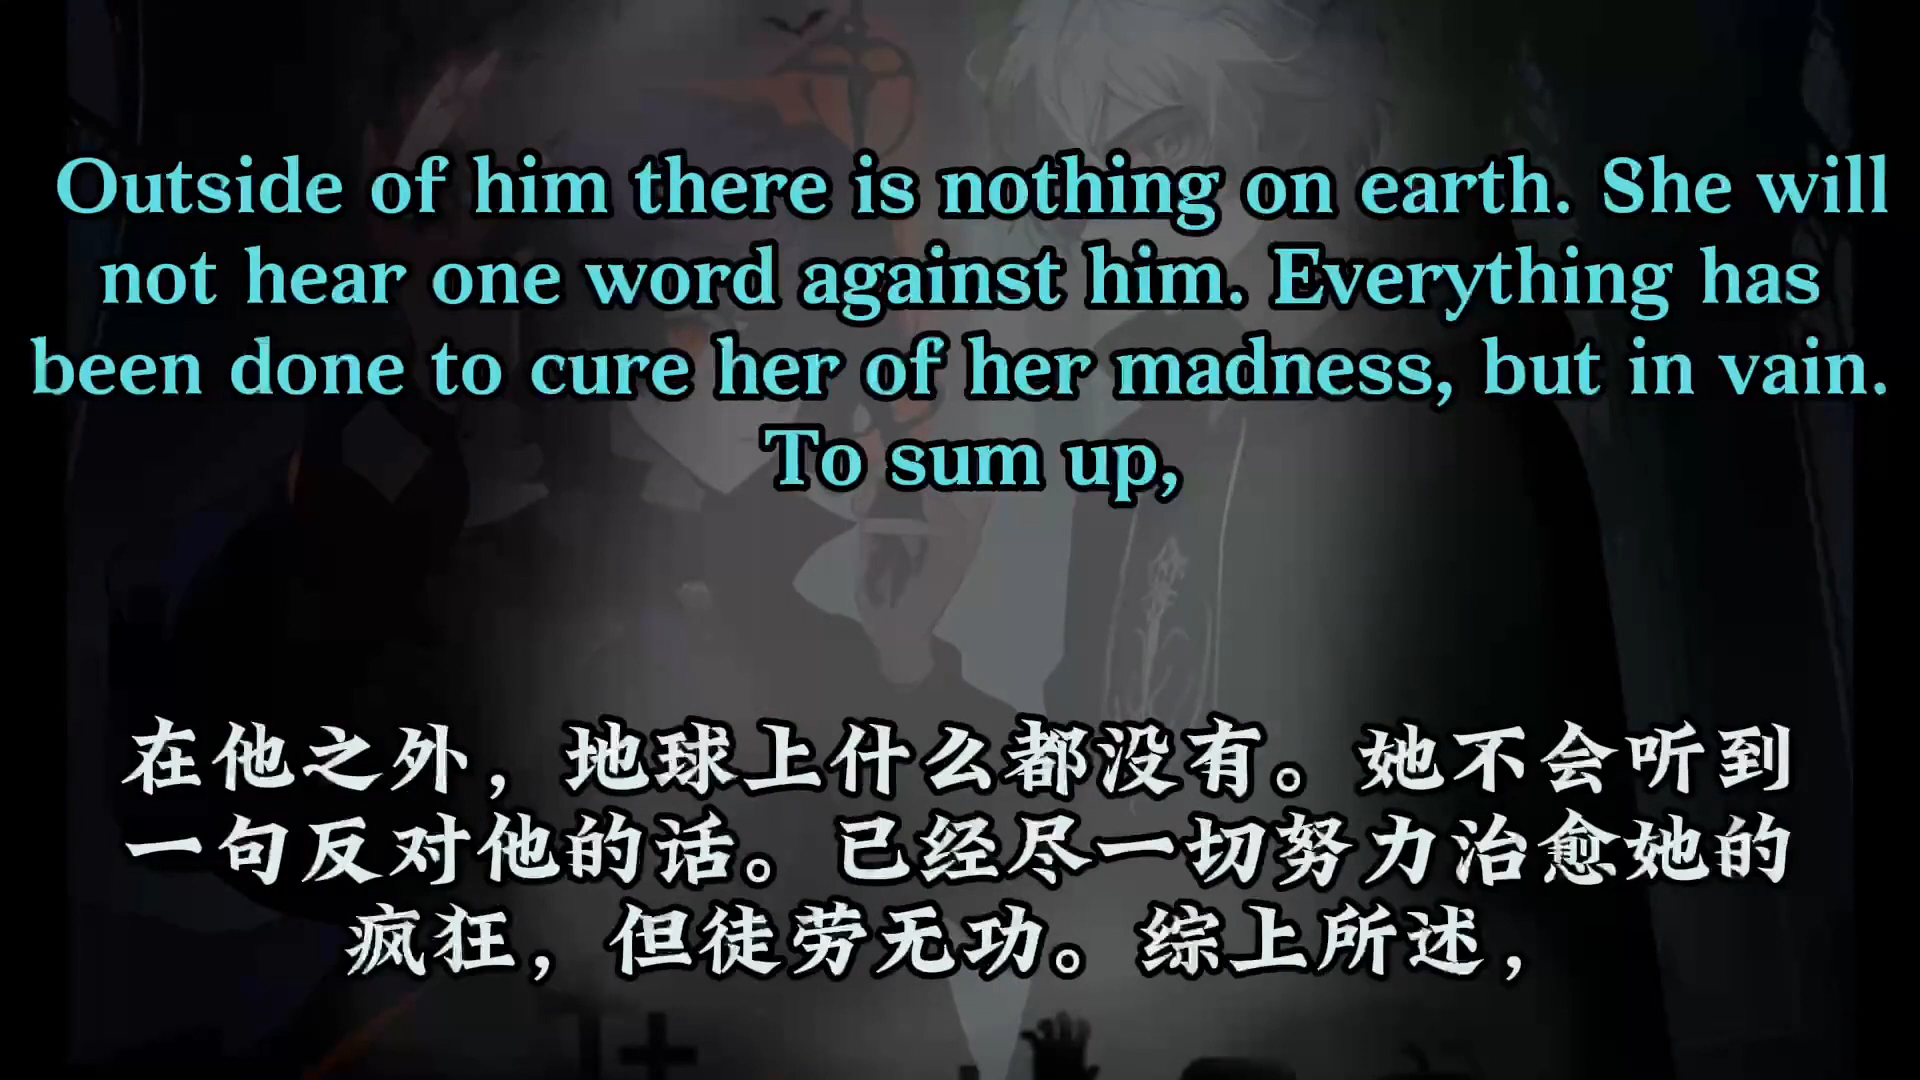 Outside of him there is nothing on earth. She will
not hear one word against him. Everything has
been done to cure her of her madness, but in vain.
To sum up,
在他之外，地球上什么都没有。她不会听到
一句反对他的话。已经尽一切努力治愈她的
疯狂，但徒劳无功。综上所述，